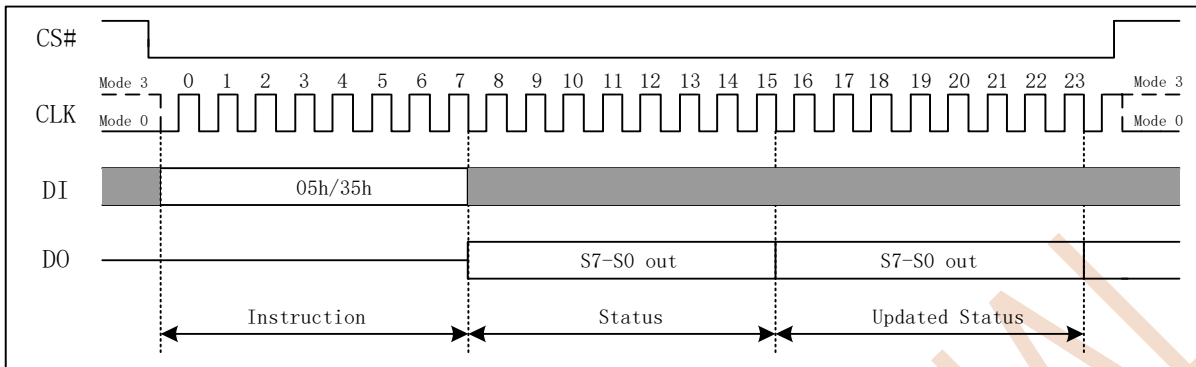 CS#
Mode 3 0 1 2 3 4 5 6 7 8 9 10 11 12 13 14 15 16 17 18 19 20 21 22 23 Mode 3
CLK
Mode 0 Mode 0
DI 05h/35h
DO S7-S0 out S7-S0 out
Instruction Status Updated Status